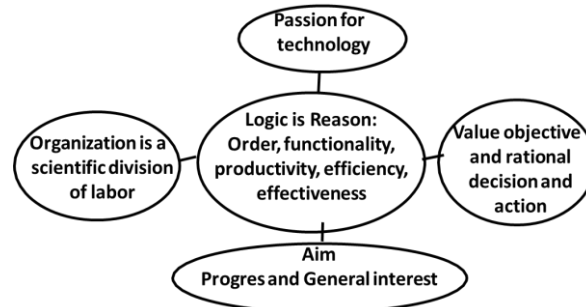 Passion for
technology
Organization is a
scientific division
of labor
Logic is Reason:
Order, functionality,
productivity, efficiency,
effectiveness
Value objective
and rational
decision and
action
Aim
Progres and General interest